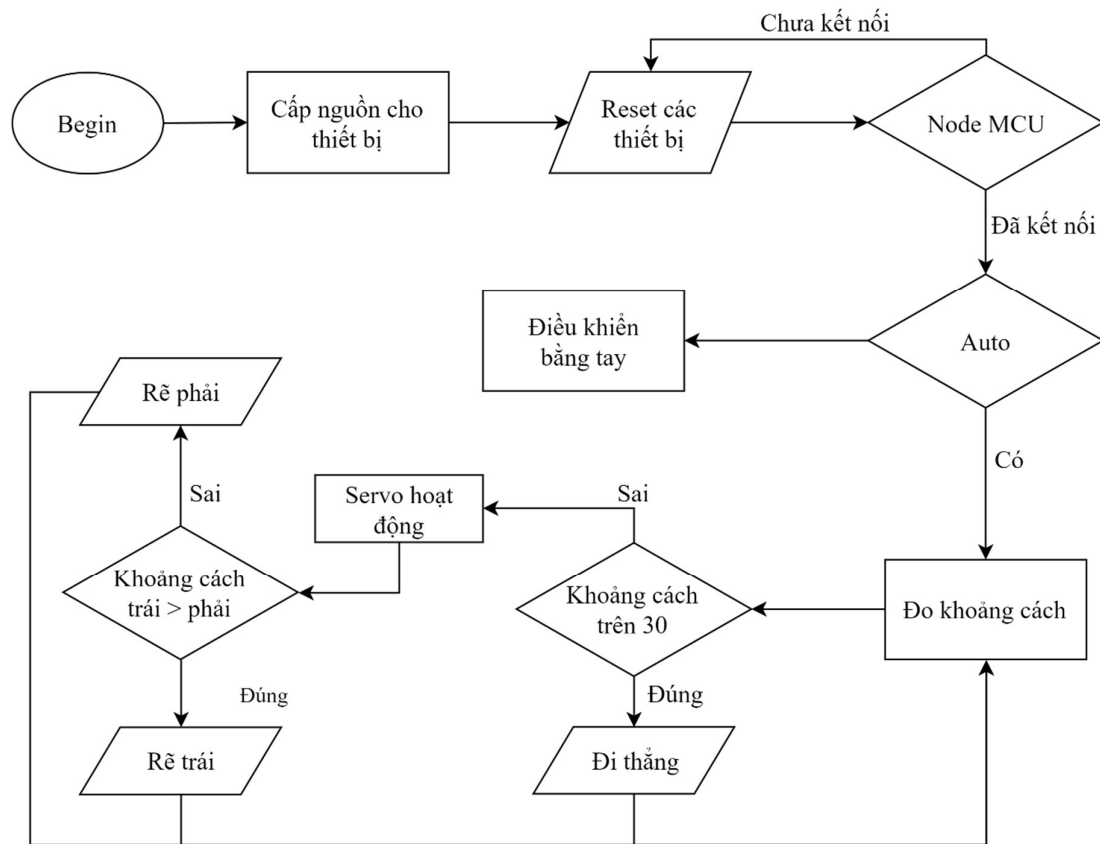 Chưa kết nối
Begin
Cấp nguồn cho
thiết bị
Reset các
thiết bị
Node MCU
Đã kết nối
Điều khiển
bằng tay
Auto
Rẽ phải
Có
Sai
Servo hoạt
động
Sai
Khoảng cách
trái > phải
Khoảng cách
trên 30
Đo khoảng cách
Đúng
Đúng
Rẽ trái
Đi thẳng